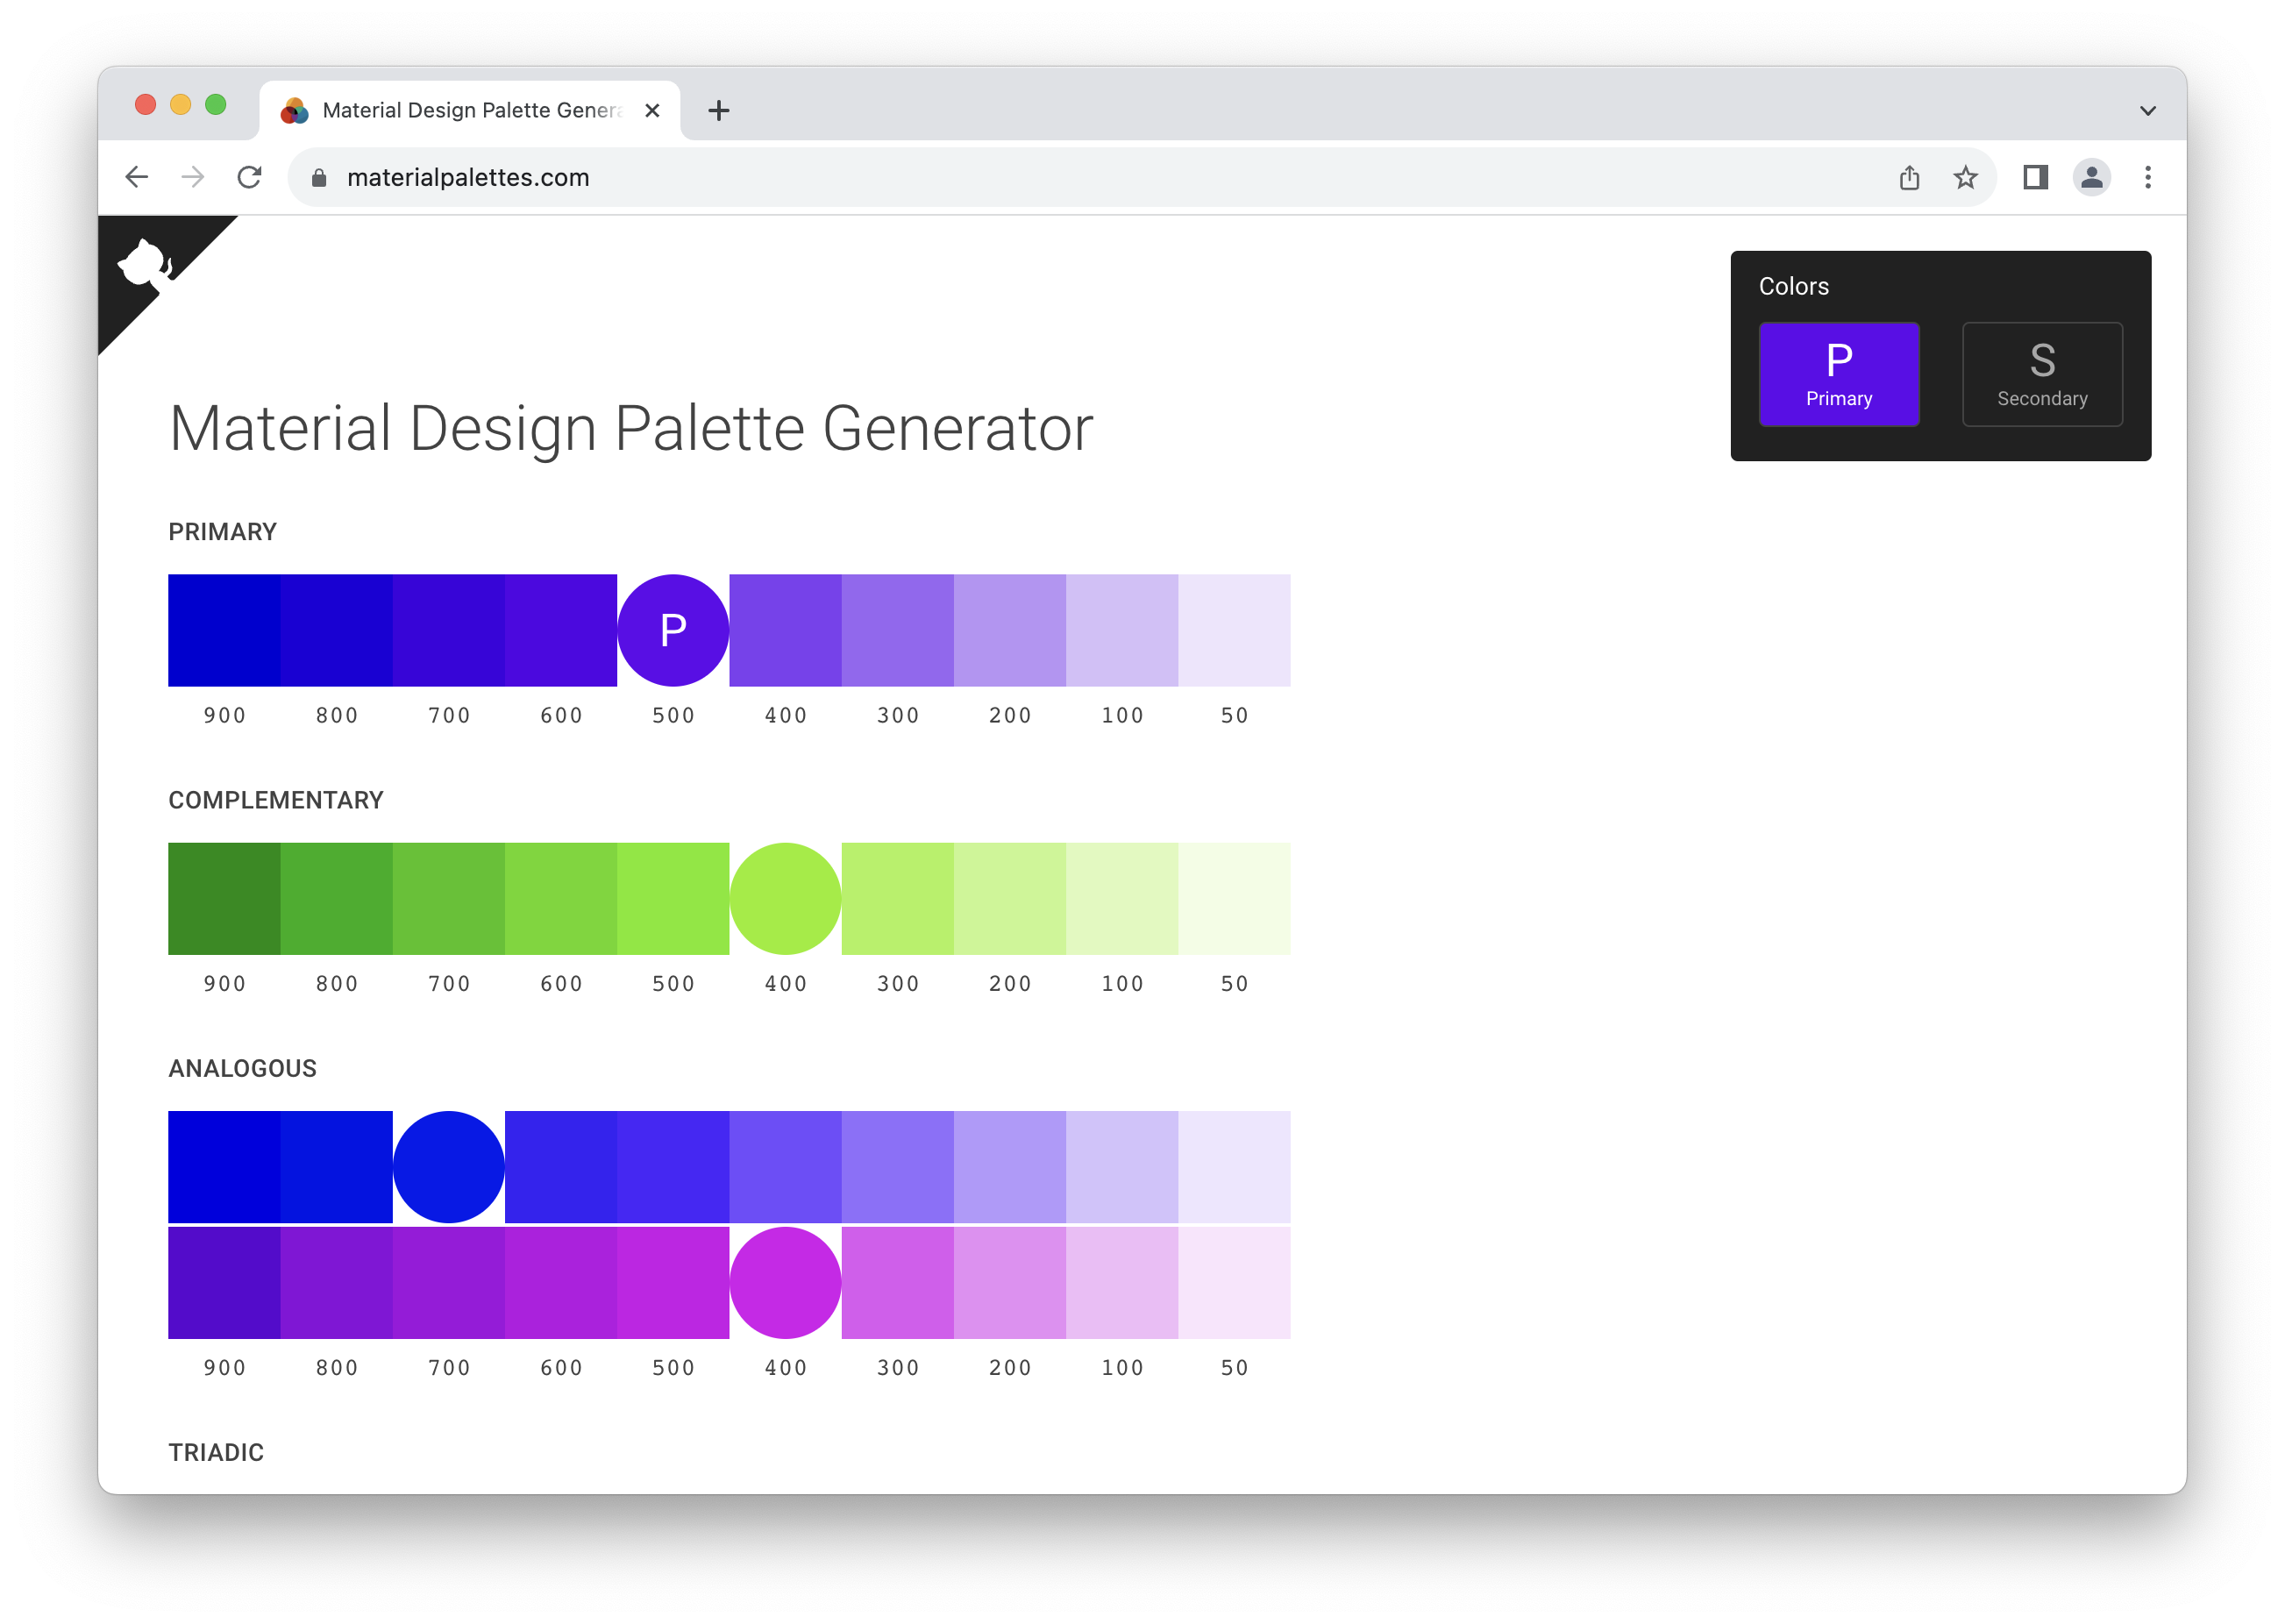 Material Design Palette Genera
materialpalettes.com
Colors
P
Primary
S
Secondary
Material Design Palette Generator
PRIMARY
P
900 800 700 600 500 400 300 200 100 50
COMPLEMENTARY
900 800 700 600 500 400 300 200 100 50
ANALOGOUS
900 800 700 600 500 400 300 200 100 50
TRIADIC